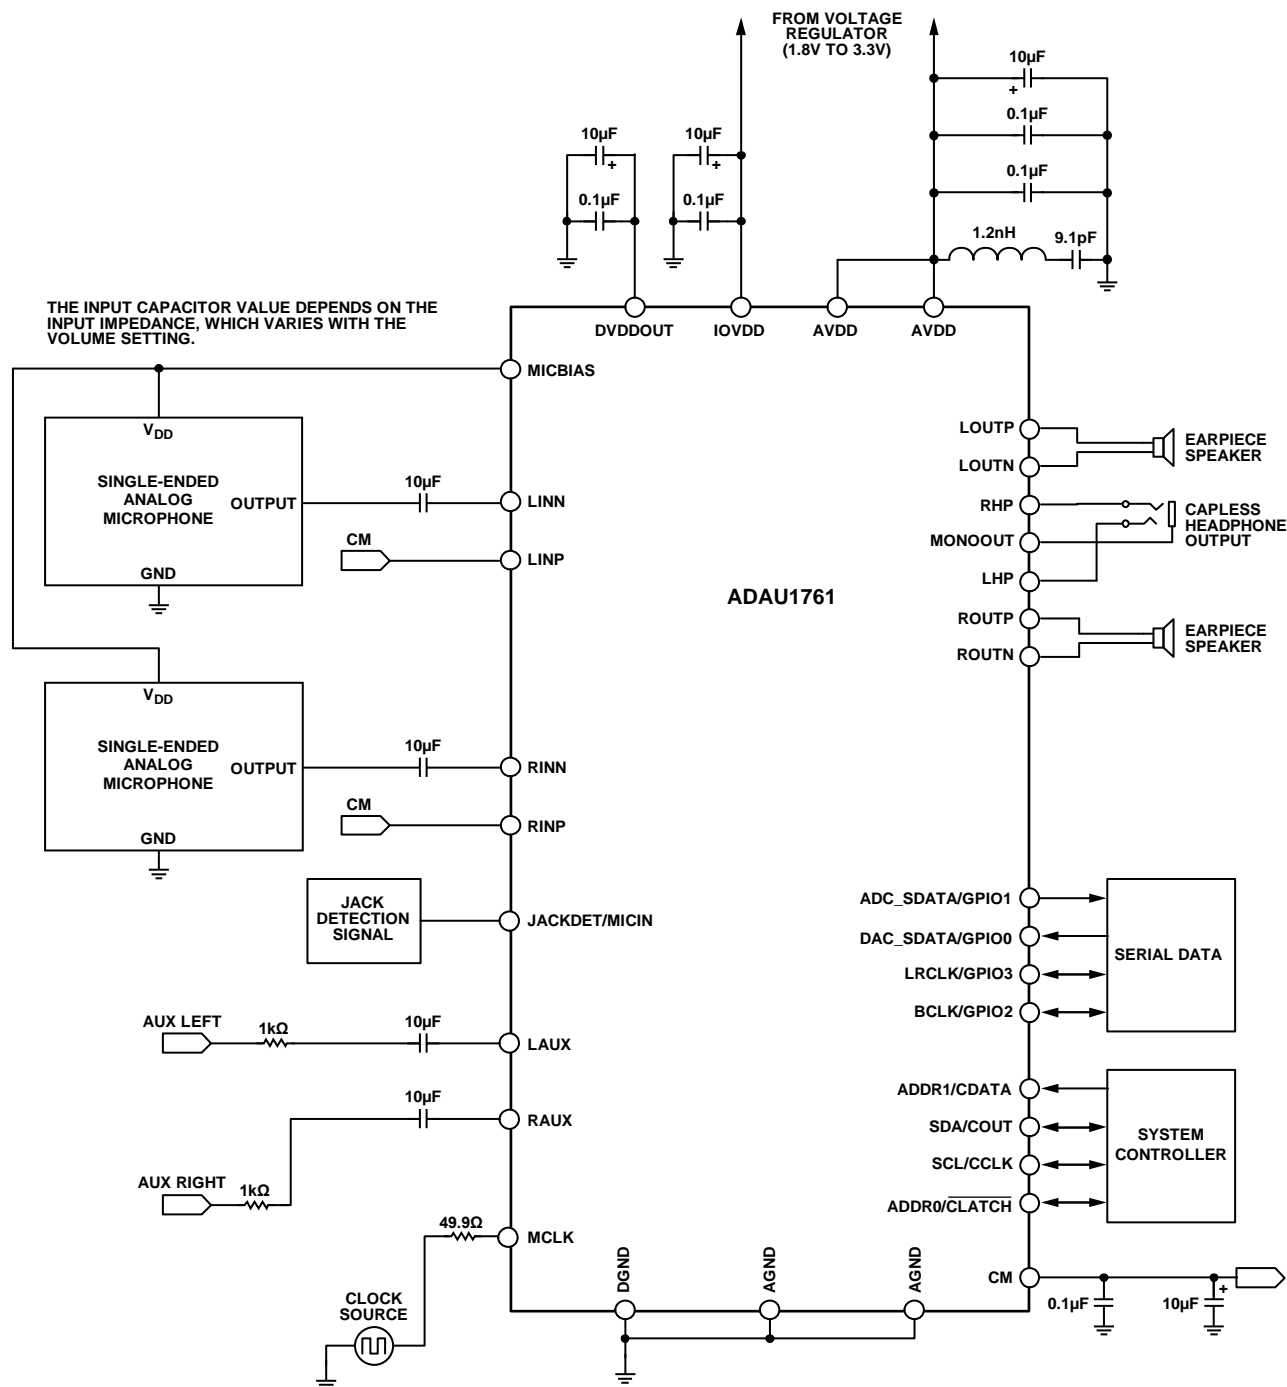 FROM VOLTAGE
REGULATOR
(1.8V TO 3.3V)
10µF
+
0.1µF
0.1µF
10µF
+
0.1µF
10µF
+
0.1µF
1.2nH
9.1pF
THE INPUT CAPACITOR VALUE DEPENDS ON THE
INPUT IMPEDANCE, WHICH VARIES WITH THE
VOLUME SETTING.
DVDDOUT
IOVDD
AVDD
AVDD
MICBIAS
VDD
SINGLE-ENDED
ANALOG
MICROPHONE
OUTPUT
GND
10µF
LINN
CM
LINP
VDD
SINGLE-ENDED
ANALOG
MICROPHONE
OUTPUT
GND
10µF
RINN
CM
RINP
JACK
DETECTION
SIGNAL
JACKDET/MICIN
AUX LEFT
1kΩ
10µF
LAUX
10µF
RAUX
AUX RIGHT
1kΩ
49.9Ω
MCLK
CLOCK
SOURCE
ADAU1761
LOUTP
LOUTN
EARPIECE
SPEAKER
RHP
MONOOUT
LHP
CAPLESS
HEADPHONE
OUTPUT
ROUTP
ROUTN
EARPIECE
SPEAKER
ADC_SDATA/GPIO1
DAC_SDATA/GPIO0
LRCLK/GPIO3
BCLK/GPIO2
SERIAL DATA
ADDR1/CDATA
SDA/COUT
SCL/CCLK
ADDR0/CLATCH
SYSTEM
CONTROLLER
DGND
AGND
AGND
CM
0.1µF
10µF
+